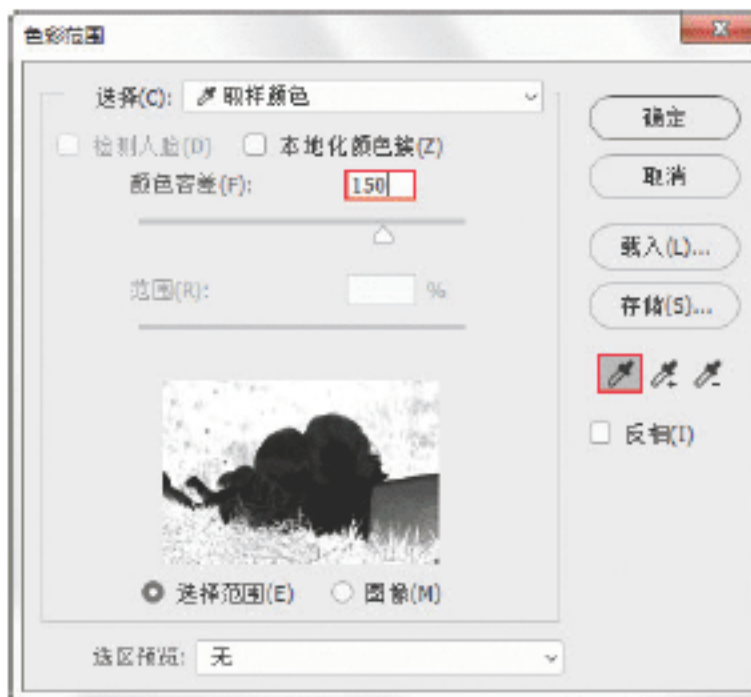 色彩范围
选择(C): 取样颜色
确定
检测人脸(D) 本地化颜色簇(Z)
颜色容差(F): 150
取消
载入(L)...
范围(R): %
存储(S)...
反相(I)
选择范围(E) 图像(M)
选区预览: 无